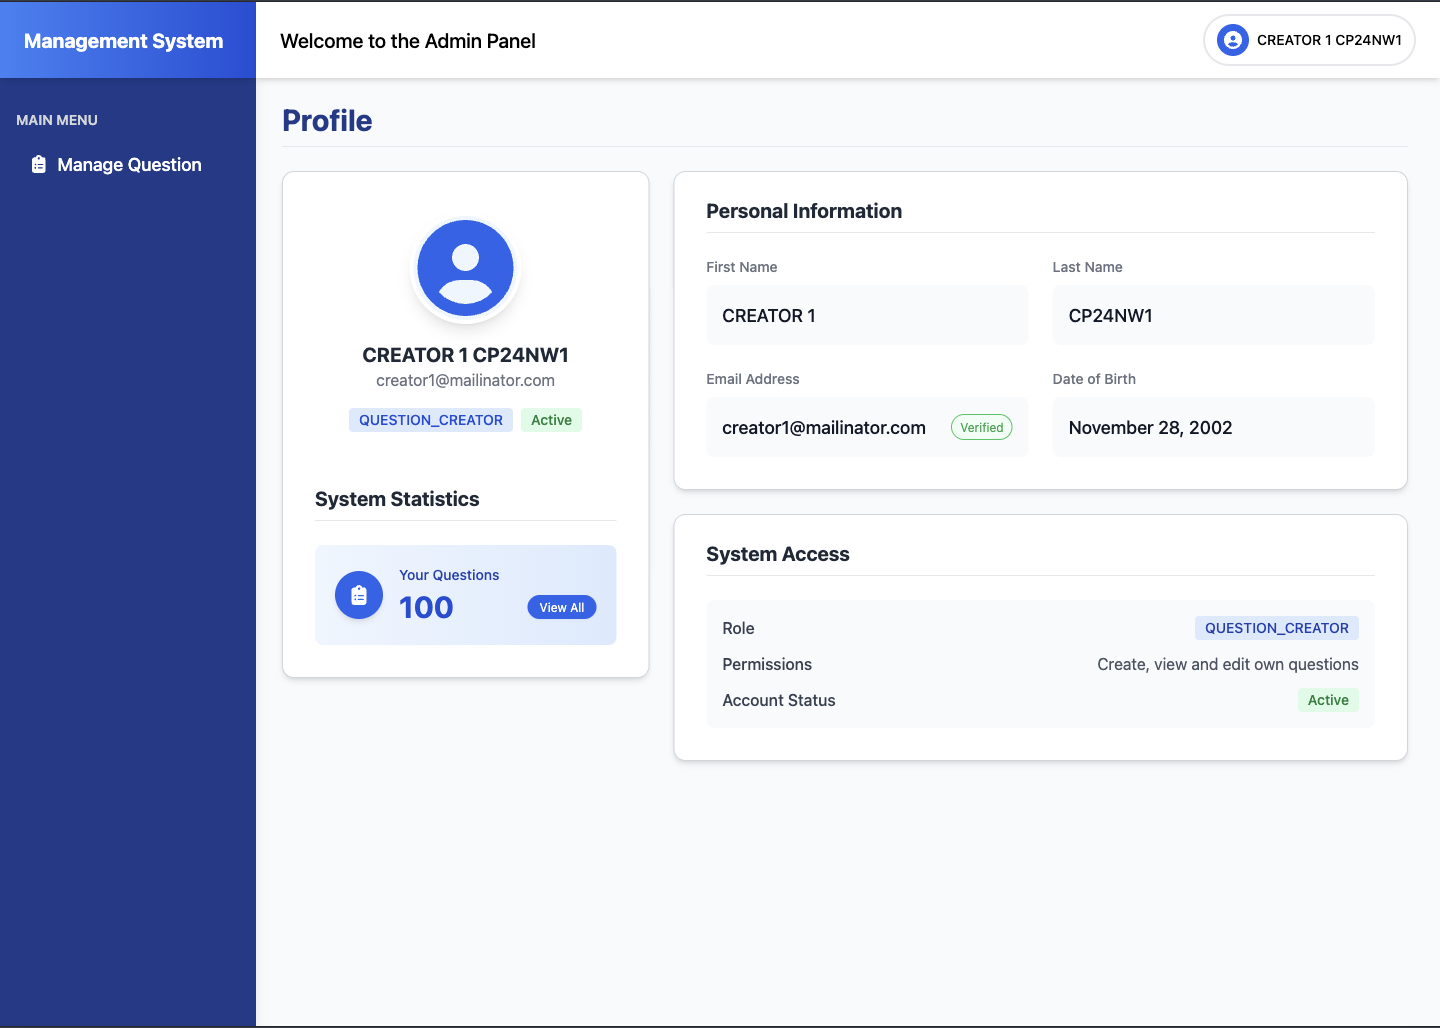 Management System
Welcome to the Admin Panel
CREATOR 1 CP24NW1
MAIN MENU
Manage Question
Profile
CREATOR 1 CP24NW1
creator1@mailinator.com
QUESTION_CREATOR Active
System Statistics
Your Questions
100
View All
Personal Information
First Name
CREATOR 1
Last Name
CP24NW1
Email Address
creator1@mailinator.com Verified
Date of Birth
November 28, 2002
System Access
Role QUESTION_CREATOR
Permissions Create, view and edit own questions
Account Status Active